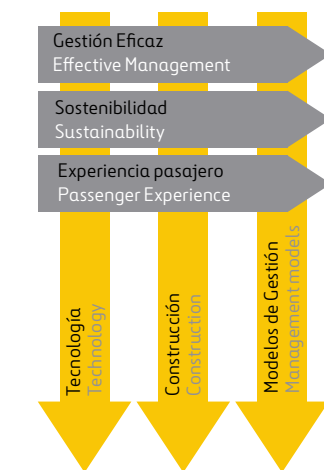 Gestión Eficaz
Effective Management
Sostenibilidad
Sustainability
Experiencia pasajero
Passenger Experience
Tecnología
Technology
Construcción
Construction
Modelos de Gestión
Management models